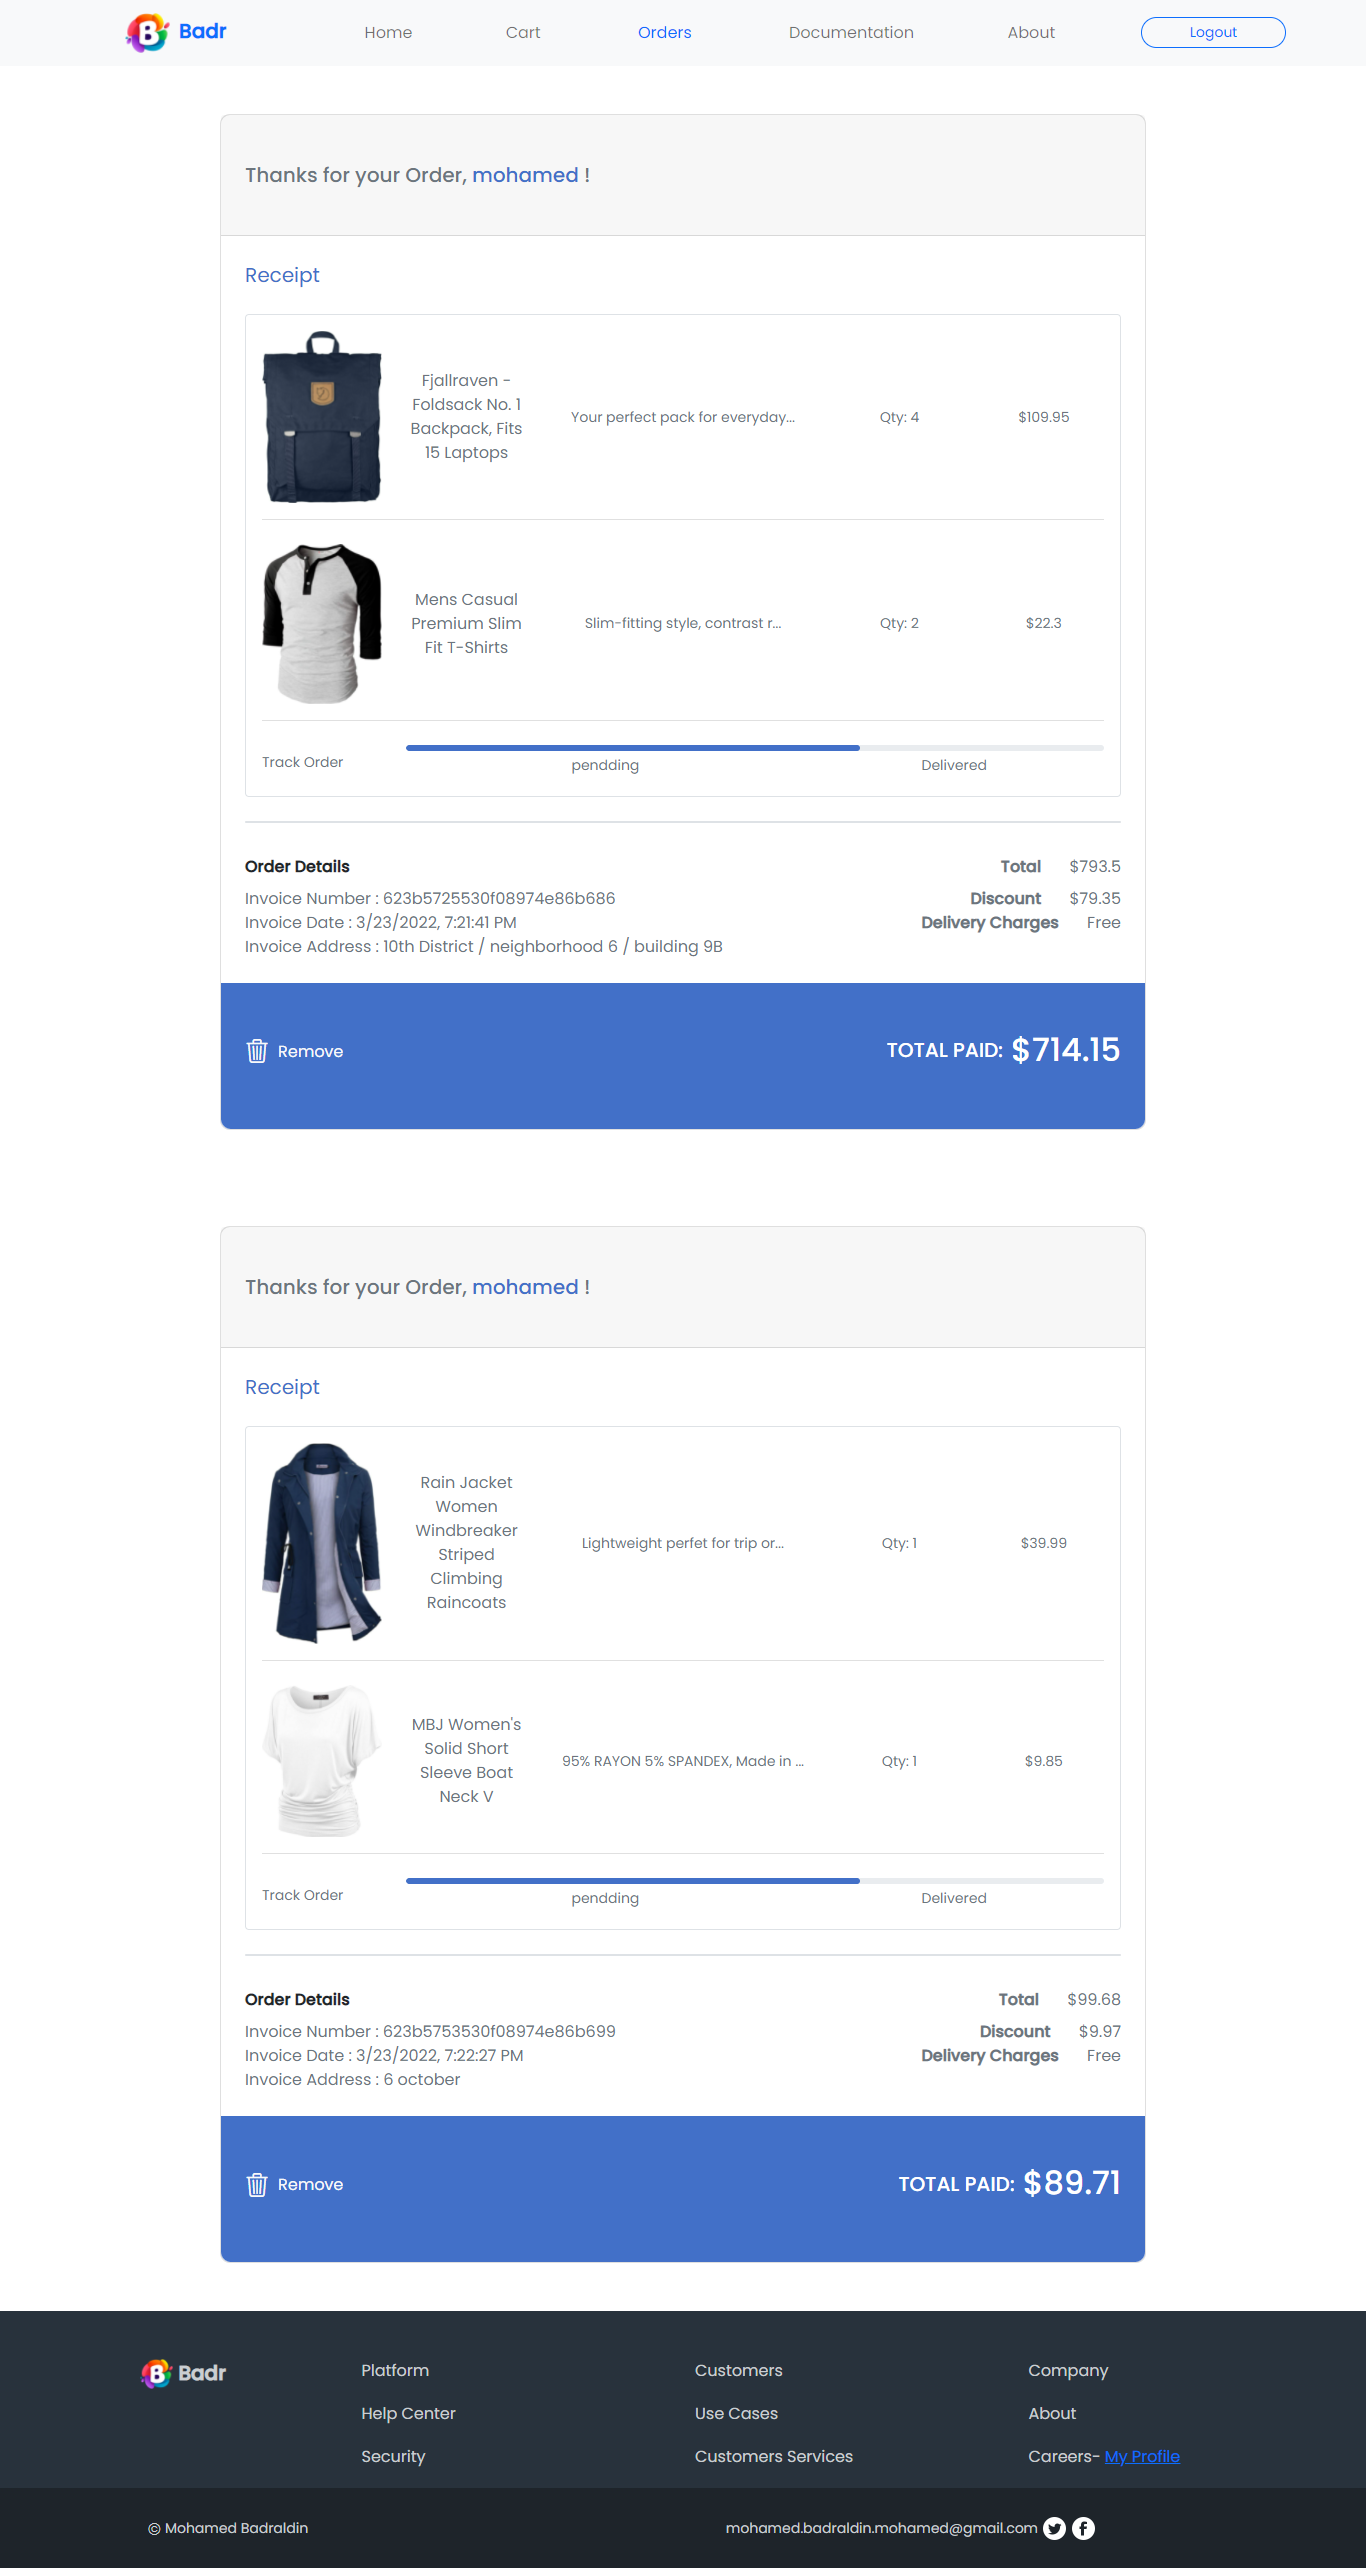 Badr
Home Cart Orders Documentation About Logout
Thanks for your Order, mohamed !
Receipt
Fjallraven -
Foldsack No. 1
Backpack, Fits
15 Laptops
Your perfect pack for everyday...
Qty: 4
$109.95
Mens Casual
Premium Slim
Fit T-Shirts
Slim-fitting style, contrast r...
Qty: 2
$22.3
Track Order
pendding
Delivered
Order Details
Total $793.5
Invoice Number : 623b5725530f08974e86b686
Discount $79.35
Invoice Date : 3/23/2022, 7:21:41 PM
Delivery Charges Free
Invoice Address : 10th District / neighborhood 6 / building 9B
Remove
TOTAL PAID: $714.15
Thanks for your Order, mohamed !
Receipt
Rain Jacket
Women
Windbreaker
Striped
Climbing
Raincoats
Lightweight perfet for trip or...
Qty: 1
$39.99
MBJ Women's
Solid Short
Sleeve Boat
Neck V
95% RAYON 5% SPANDEX, Made in ...
Qty: 1
$9.85
Track Order
pendding
Delivered
Order Details
Total $99.68
Invoice Number : 623b5753530f08974e86b699
Discount $9.97
Invoice Date : 3/23/2022, 7:22:27 PM
Delivery Charges Free
Invoice Address : 6 october
Remove
TOTAL PAID: $89.71
Badr
Platform
Customers
Company
Help Center
Use Cases
About
Security
Customers Services
Careers- My Profile
© Mohamed Badraldin
mohamed.badraldin.mohamed@gmail.com